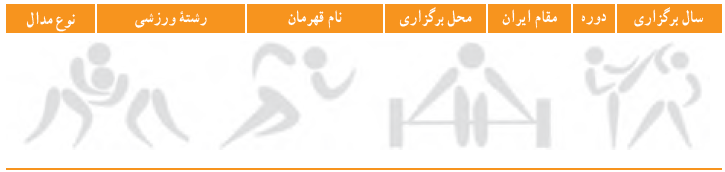 سال برگزاری دوره مقام ایران محل برگزاری نام قهرمان رشتهٔ ورزشی نوع مدال